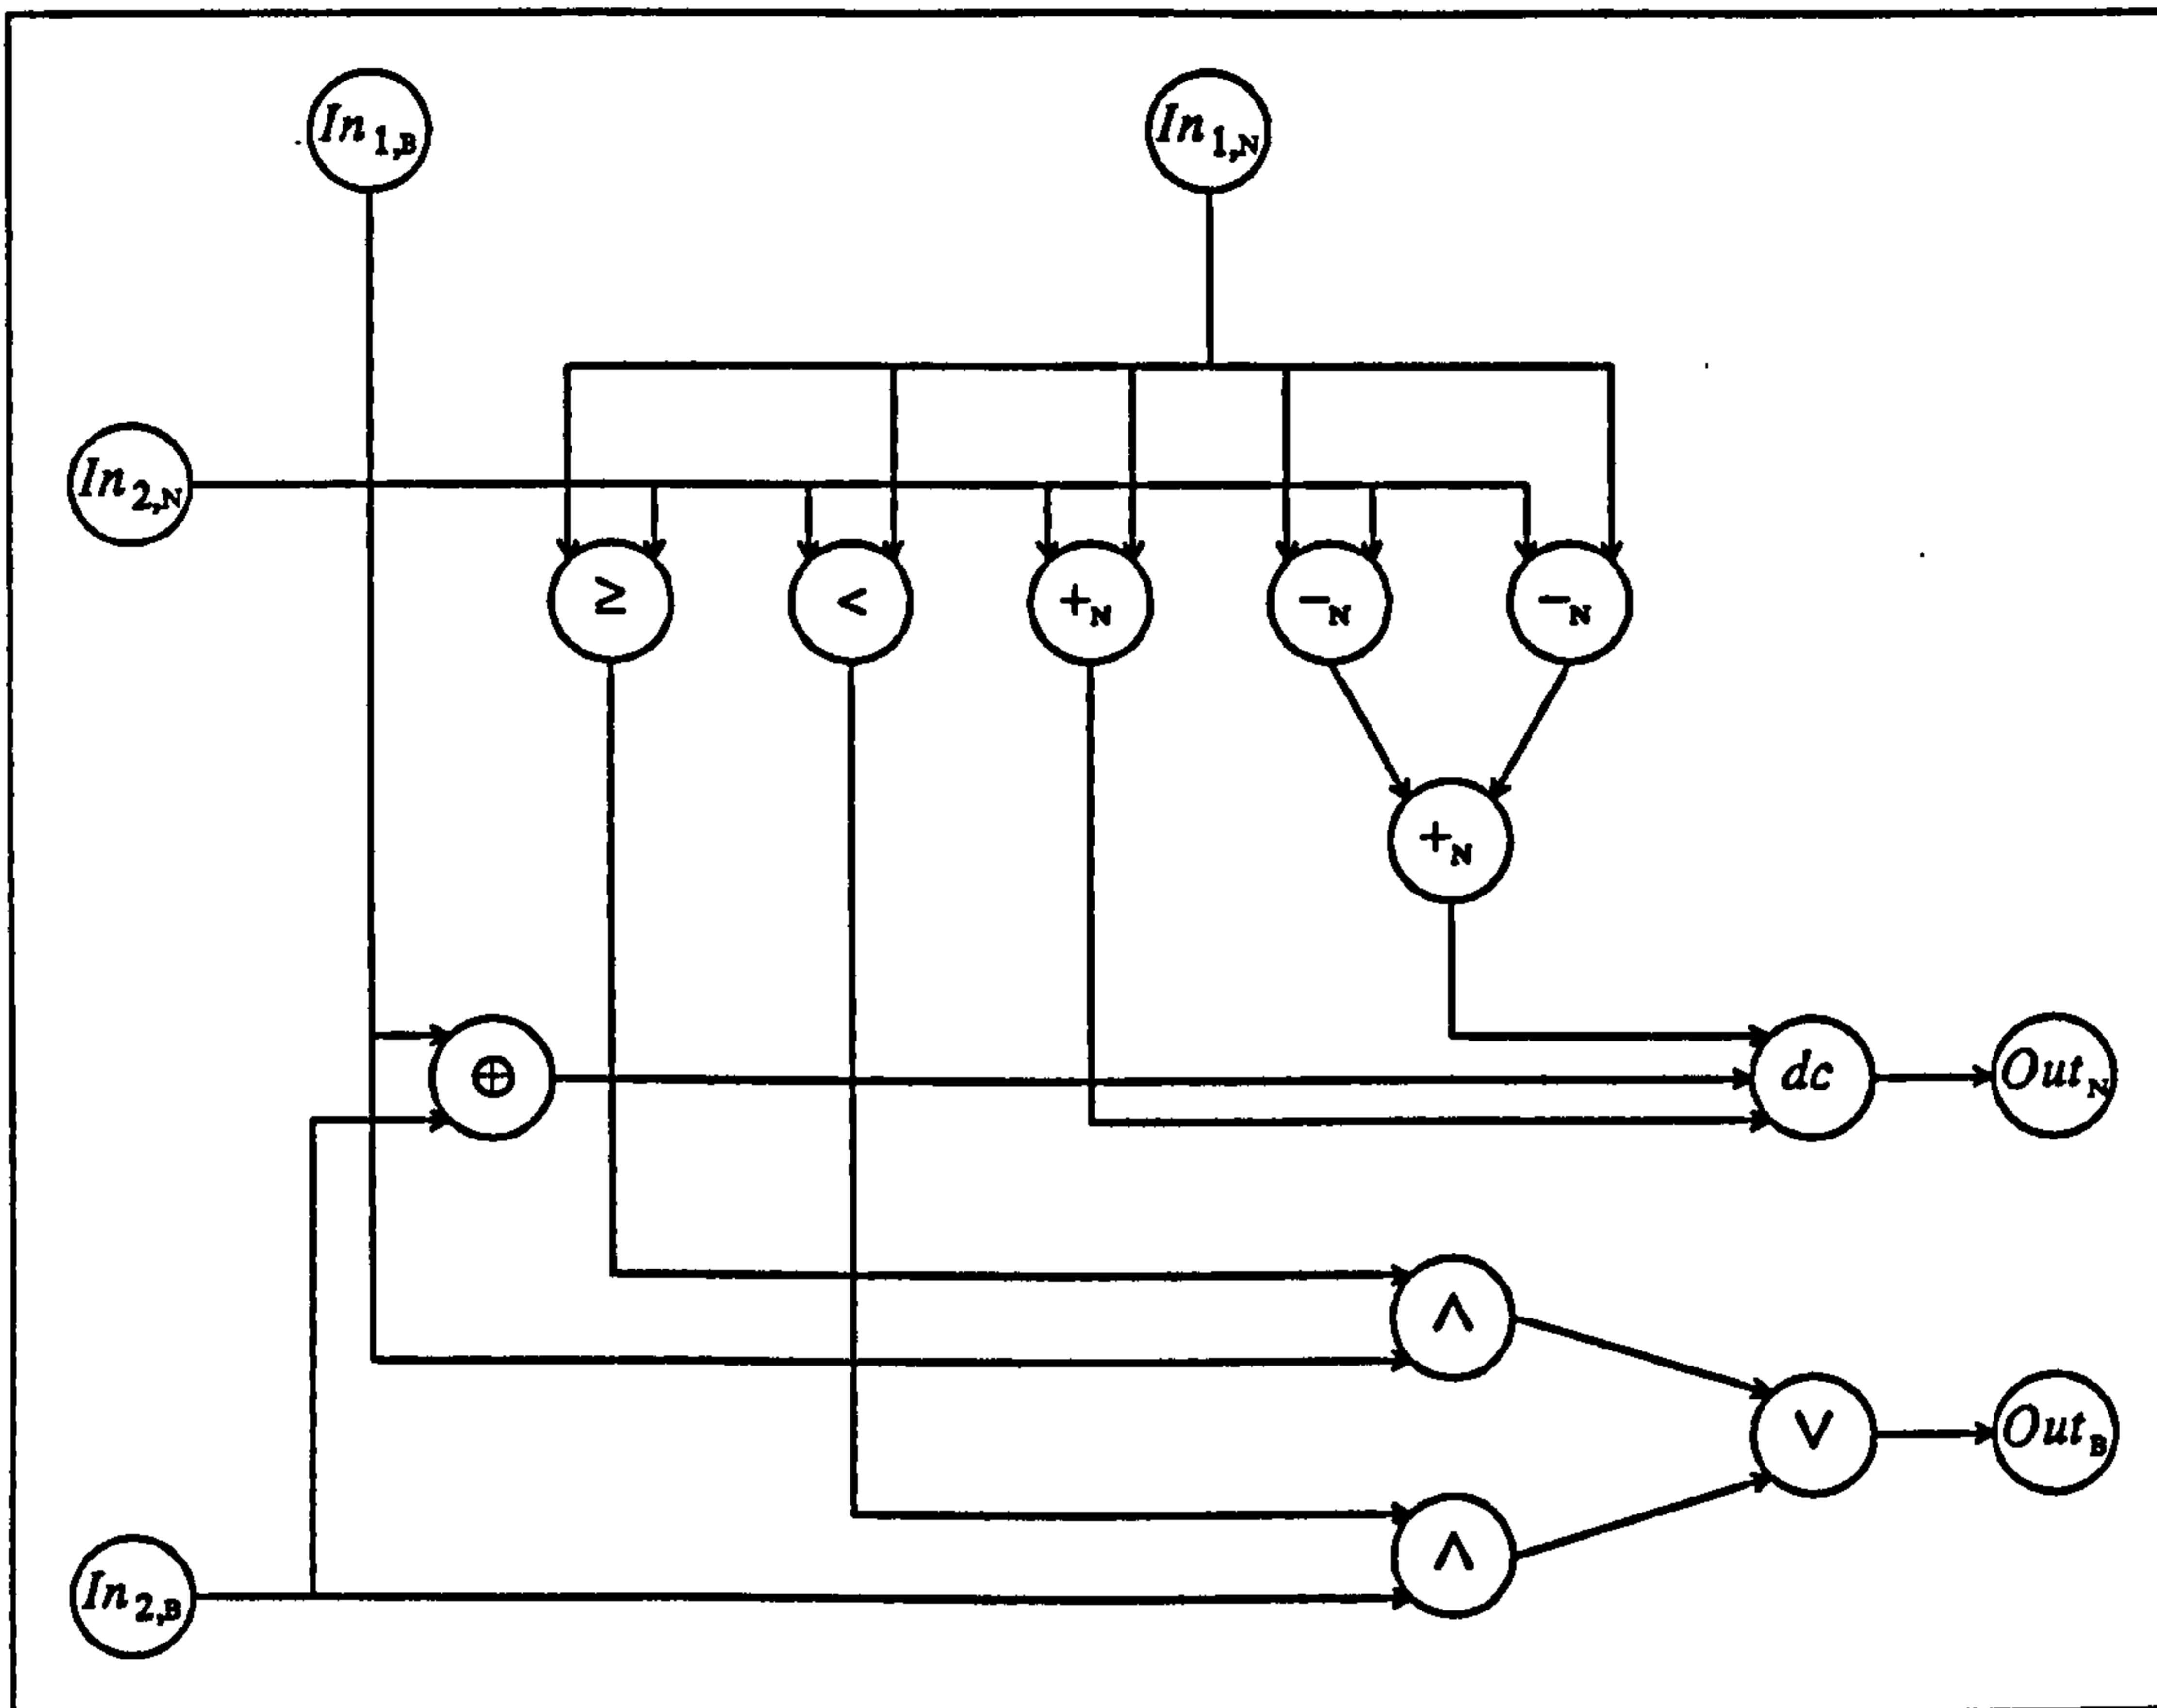 In1,B
In1,N
In2,N
≥
<
+N
-N
-N
+N
⊕
dc
OutN
∧
∨
OutB
∧
In2,B